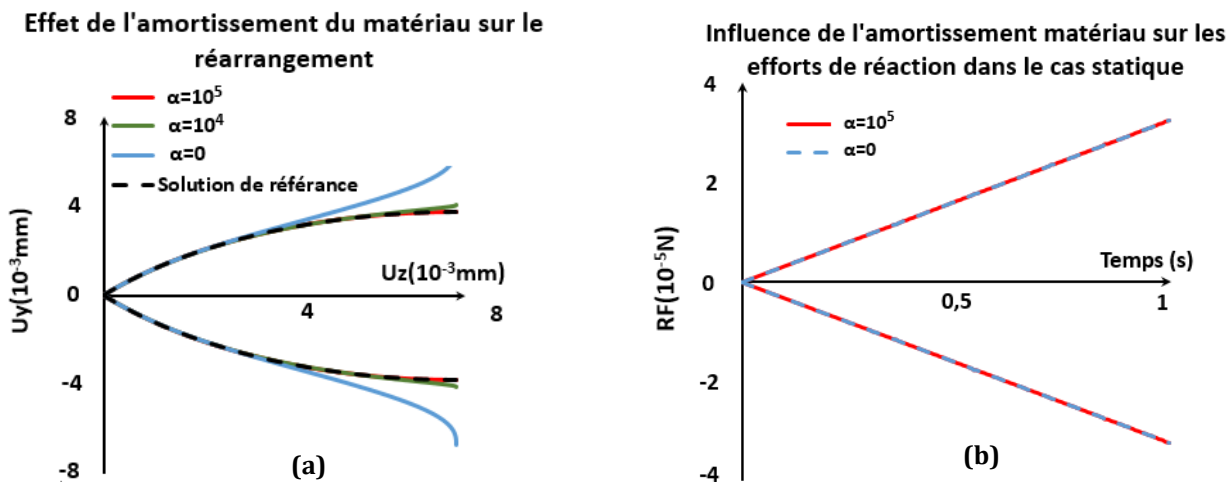 Effet de l'amortissement du matériau sur le
réarrangement
α=10⁵
α=10⁴
α=0
Solution de référance
8
4
0
-4
-8
Uy(10⁻³mm)
Uz(10⁻³mm)
4
8
(a)
Influence de l'amortissement matériau sur les
efforts de réaction dans le cas statique
4
2
0
-2
-4
α=10⁵
α=0
RF(10⁻⁵N)
Temps (s)
0,5
1
(b)